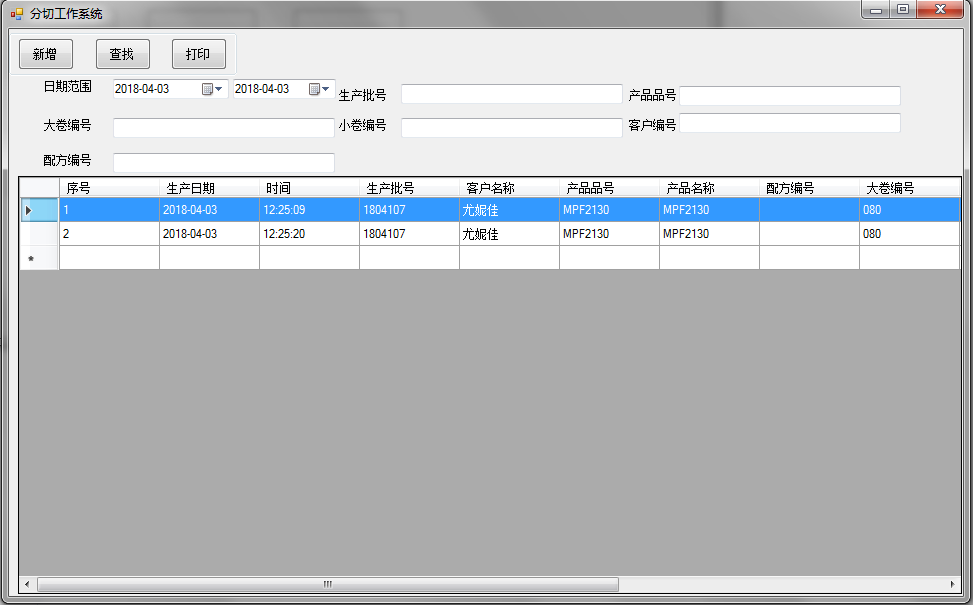 分切工作系统
新增 查找 打印
日期范围 2018-04-03 2018-04-03 生产批号 产品品号
大卷编号 小卷编号 客户编号
配方编号
序号 生产日期 时间 生产批号 客户名称 产品品号 产品名称 配方编号 大卷编号
1 2018-04-03 12:25:09 1804107 尤妮佳 MPF2130 MPF2130 080
2 2018-04-03 12:25:20 1804107 尤妮佳 MPF2130 MPF2130 080